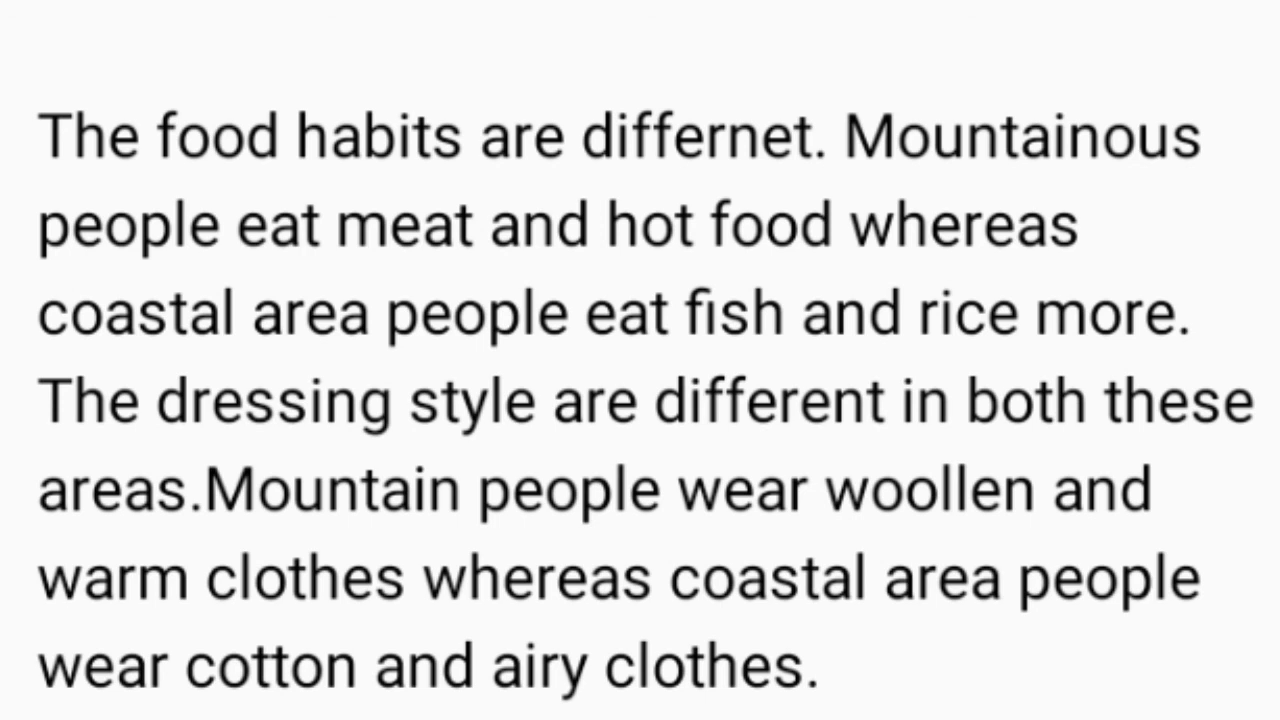 The food habits are differnet. Mountainous
people eat meat and hot food whereas
coastal area people eat fish and rice more.
The dressing style are different in both these
areas.Mountain people wear woollen and
warm clothes whereas coastal area people
wear cotton and airy clothes.